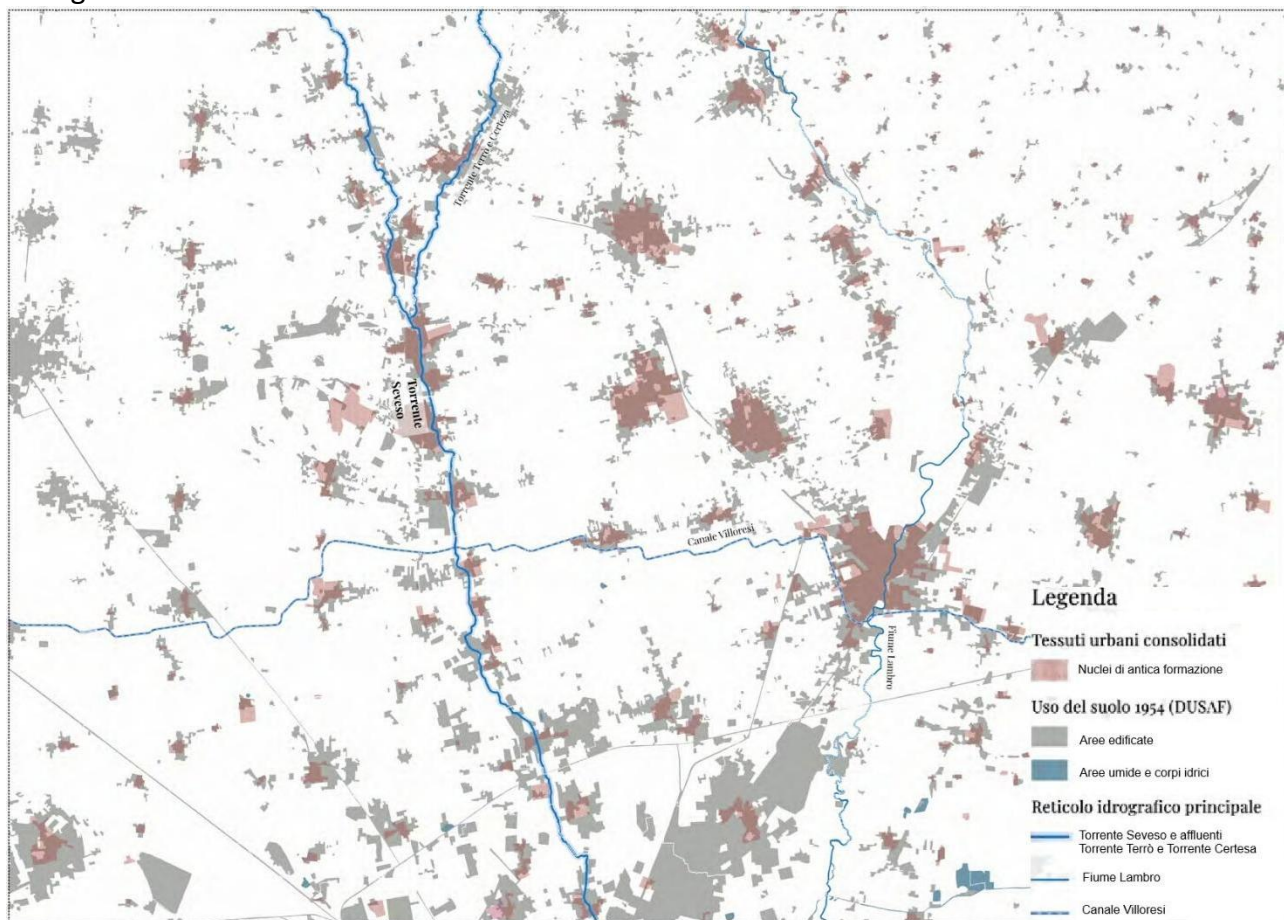 Torrente Terrò e Certeza
Torrente
Seveso
Canale Villoresi
Fiume Lambro
Legenda
Tessuti urbani consolidati
Nuclei di antica formazione
Uso del suolo 1954 (DUSAF)
Aree edificate
Aree umide e corpi idrici
Reticolo idrografico principale
Torrente Seveso e affluenti
Torrente Terrò e Torrente Certesa
Fiume Lambro
Canale Villoresi